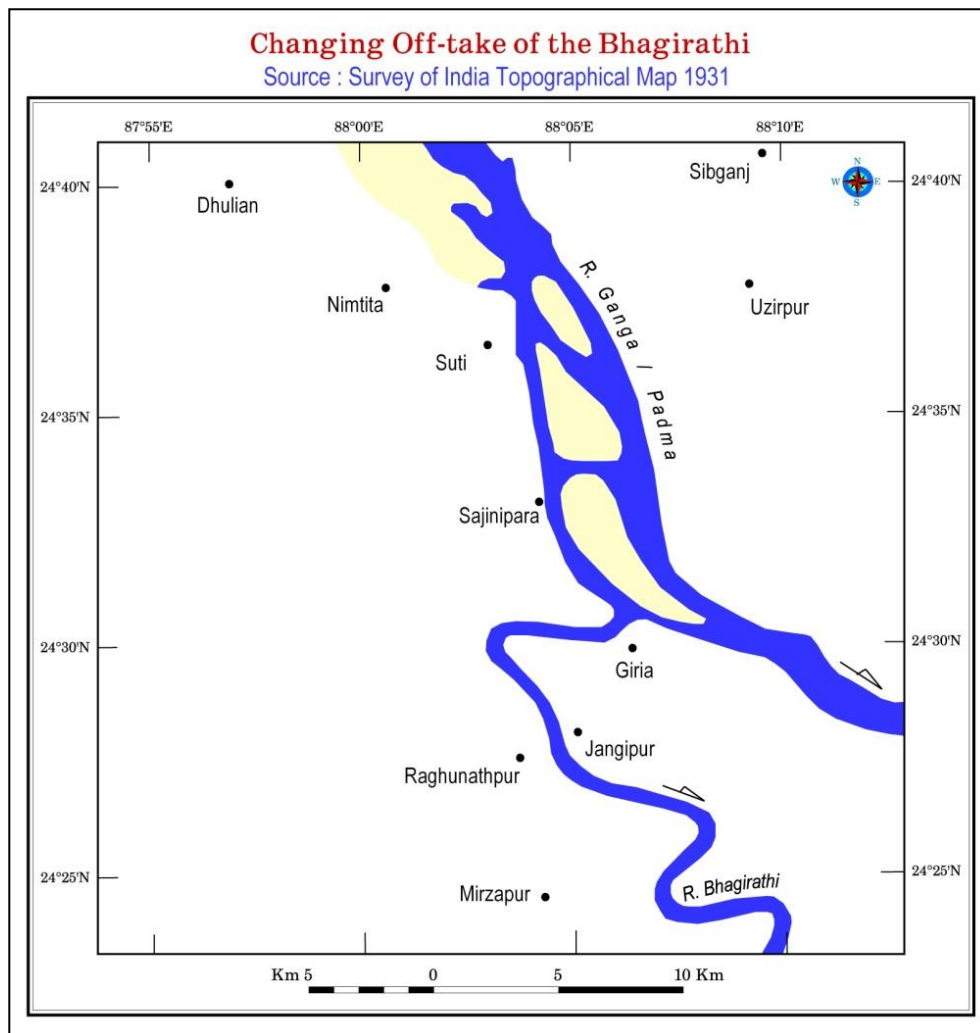 Changing Off-take of the Bhagirathi
Source : Survey of India Topographical Map 1931
87°55'E
88°00'E
88°05'E
88°10'E
Sibganj
N
W
E
S
24°40'N
24°40'N
Dhulian
R. Ganga / Padma
Nimtita
Uzirpur
Suti
24°35'N
24°35'N
Sajinipara
24°30'N
24°30'N
Giria
Jangipur
Raghunathpur
24°25'N
24°25'N
R. Bhagirathi
Mirzapur
Km 5 0 5 10 Km